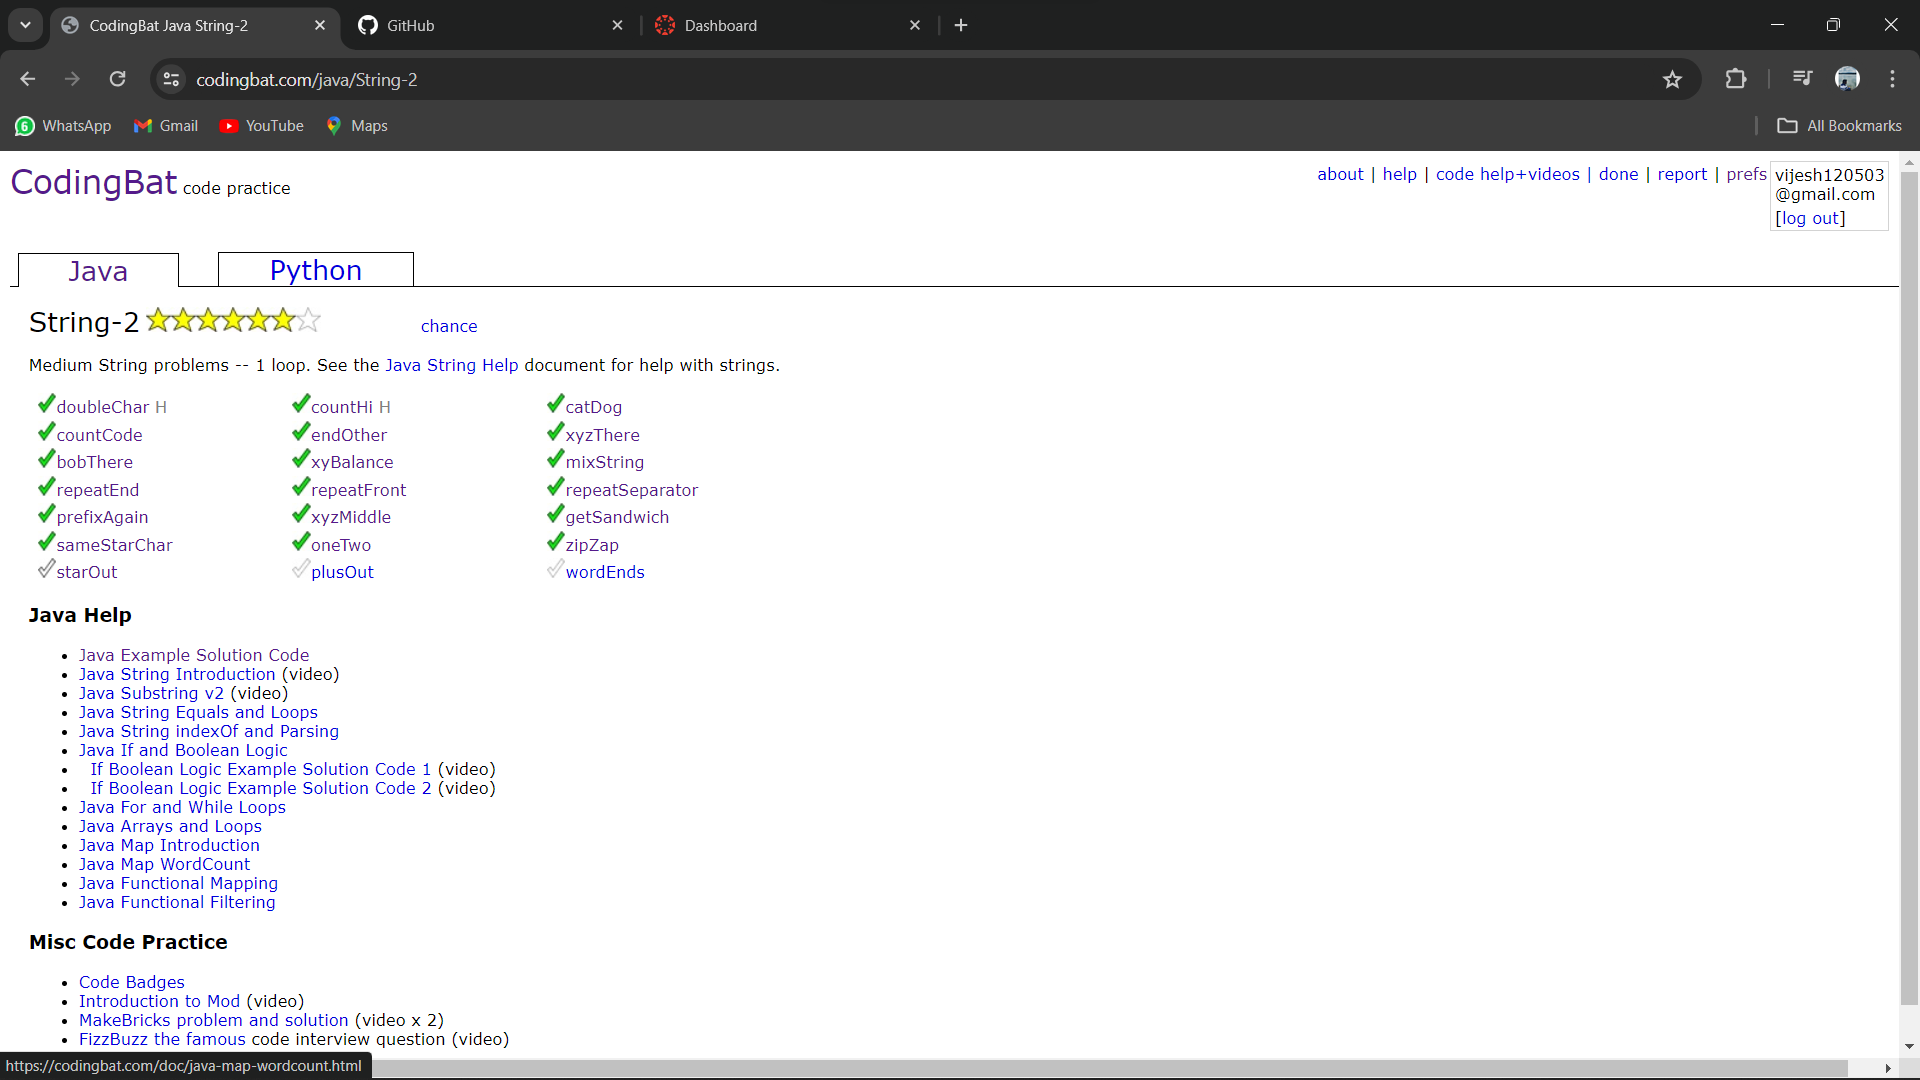 CodingBat Java String-2
GitHub
Dashboard
codingbat.com/java/String-2
6 WhatsApp
Gmail
YouTube
Maps
All Bookmarks
CodingBat code practice
about | help | code help+videos | done | report | prefs
vijesh120503
@gmail.com
[log out]
Java
Python
String-2
chance
Medium String problems -- 1 loop. See the Java String Help document for help with strings.
doubleChar H countHi H catDog
countCode endOther xyzThere
bobThere xyBalance mixString
repeatEnd repeatFront repeatSeparator
prefixAgain xyzMiddle getSandwich
sameStarChar oneTwo zipZap
starOut plusOut wordEnds
Java Help
Java Example Solution Code
Java String Introduction (video)
Java Substring v2 (video)
Java String Equals and Loops
Java String indexOf and Parsing
Java If and Boolean Logic
If Boolean Logic Example Solution Code 1 (video)
If Boolean Logic Example Solution Code 2 (video)
Java For and While Loops
Java Arrays and Loops
Java Map Introduction
Java Map WordCount
Java Functional Mapping
Java Functional Filtering
Misc Code Practice
Code Badges
Introduction to Mod (video)
MakeBricks problem and solution (video x 2)
FizzBuzz the famous code interview question (video)
https://codingbat.com/doc/java-map-wordcount.html